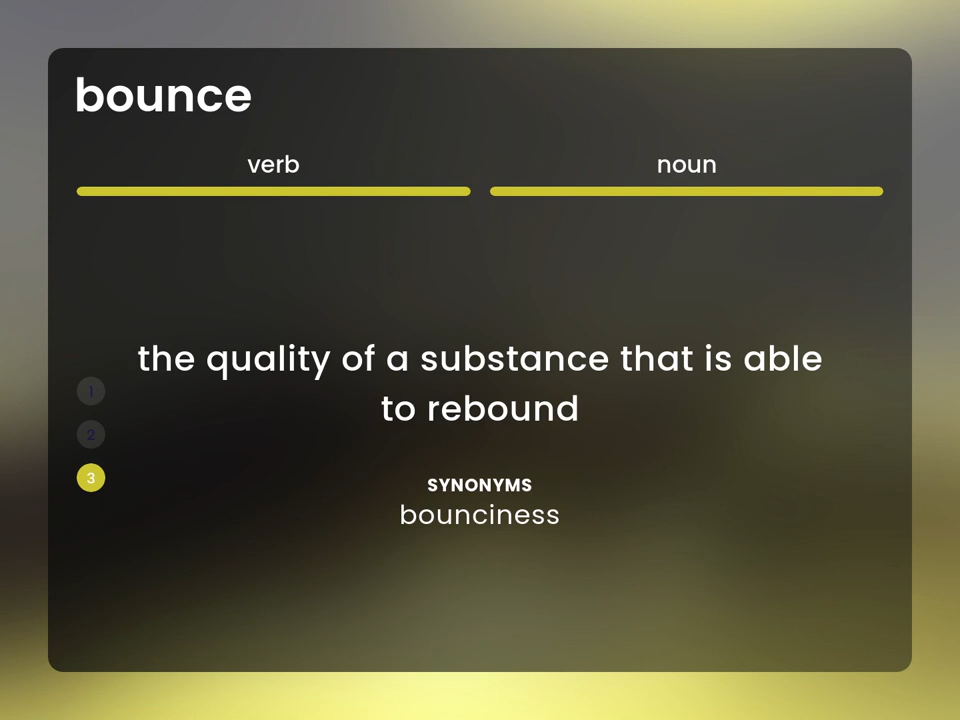 bounce
verb
noun
the quality of a substance that is able
to rebound
1
2
3
SYNONYMS
bounciness